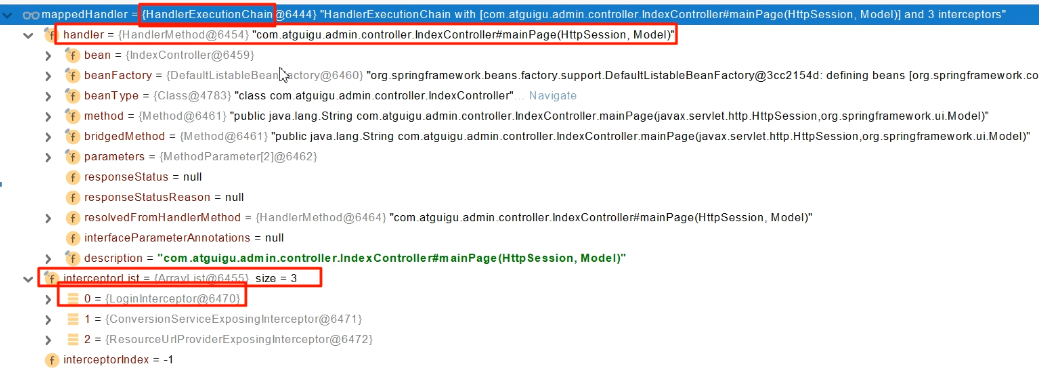 mappedHandler = {HandlerExecutionChain@6444} "HandlerExecutionChain with [com.atguigu.admin.controller.IndexController#mainPage(HttpSession, Model)] and 3 interceptors"
handler = {HandlerMethod@6454} "com.atguigu.admin.controller.IndexController#mainPage(HttpSession, Model)"
bean = {IndexController@6459}
beanFactory = {DefaultListableBeanFactory@6460} "org.springframework.beans.factory.support.DefaultListableBeanFactory@3cc2154d: defining beans [org.springframework.co
beanType = {Class@4783} "class com.atguigu.admin.controller.IndexController"... Navigate
method = {Method@6461} "public java.lang.String com.atguigu.admin.controller.IndexController.mainPage(javax.servlet.http.HttpSession,org.springframework.ui.Model)"
bridgedMethod = {Method@6461} "public java.lang.String com.atguigu.admin.controller.IndexController.mainPage(javax.servlet.http.HttpSession,org.springframework.ui.Model)"
parameters = {MethodParameter[2]@6462}
responseStatus = null
responseStatusReason = null
resolvedFromHandlerMethod = {HandlerMethod@6464} "com.atguigu.admin.controller.IndexController#mainPage(HttpSession, Model)"
interfaceParameterAnnotations = null
description = "com.atguigu.admin.controller.IndexController#mainPage(HttpSession, Model)"
interceptorList = {ArrayList@6455} size = 3
0 = {LoginInterceptor@6470}
1 = {ConversionServiceExposingInterceptor@6471}
2 = {ResourceUrlProviderExposingInterceptor@6472}
interceptorIndex = -1